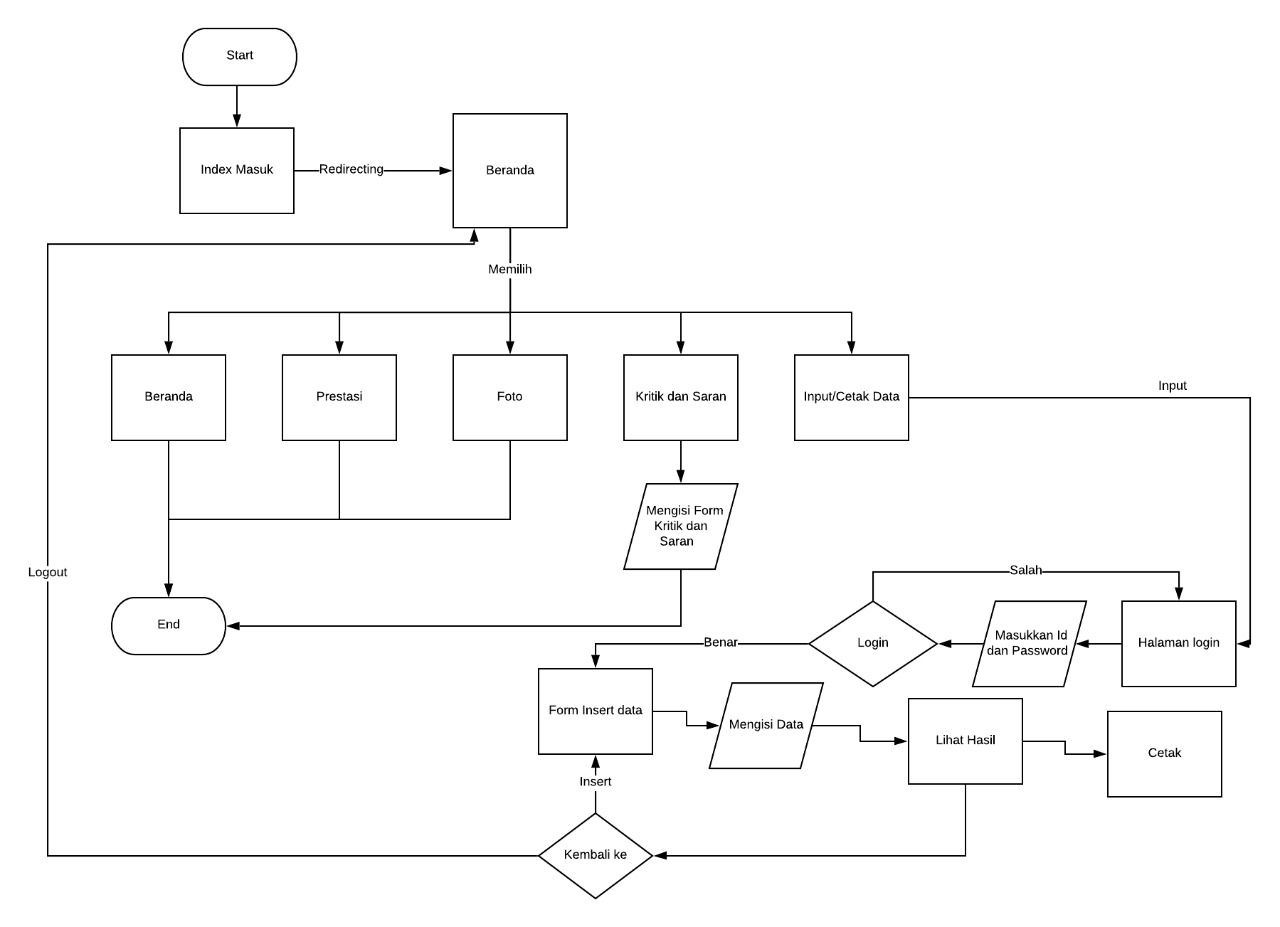 Start
Index Masuk
Redirecting
Beranda
Memilih
Beranda
Prestasi
Foto
Kritik dan Saran
Input/Cetak Data
Input
Mengisi Form
Kritik dan
Saran
Logout
End
Salah
Benar
Login
Masukkan Id
dan Password
Halaman login
Form Insert data
Mengisi Data
Lihat Hasil
Cetak
Insert
Kembali ke